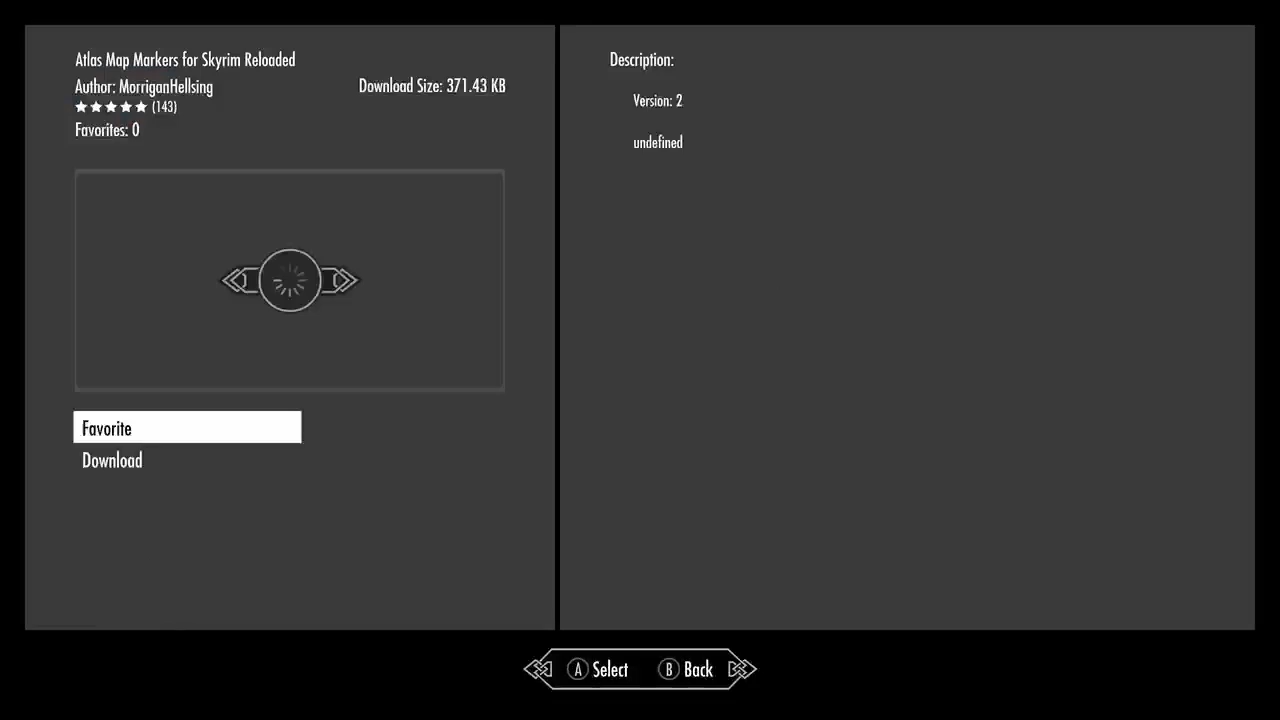 Atlas Map Markers for Skyrim Reloaded
Author: MorriganHellsing
Download Size: 371.43 KB
(143)
Favorites: 0
Favorite
Download
Description:
Version: 2
undefined
A Select B Back